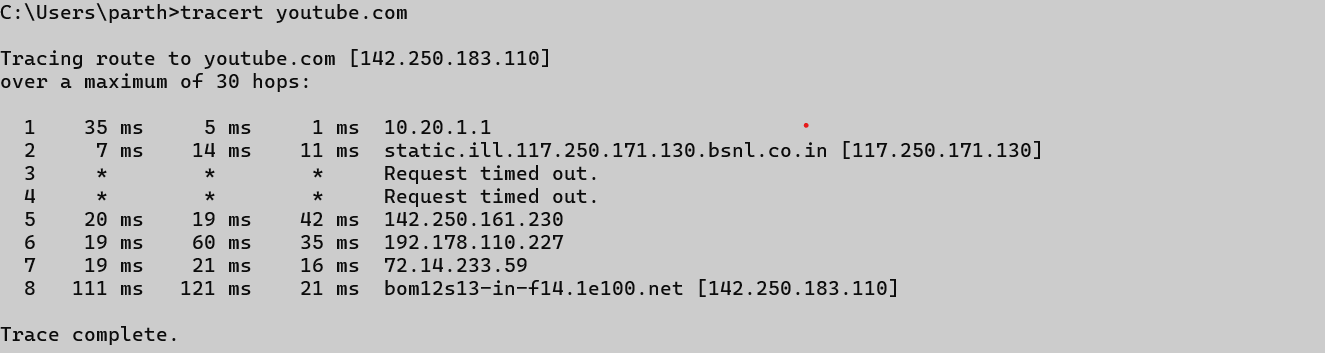 C:\Users\parth>tracert youtube.com
Tracing route to youtube.com [142.250.183.110]
over a maximum of 30 hops:
1 35 ms 5 ms 1 ms 10.20.1.1
2 7 ms 14 ms 11 ms static.ill.117.250.171.130.bsnl.co.in [117.250.171.130]
3 * * * Request timed out.
4 * * * Request timed out.
5 20 ms 19 ms 42 ms 142.250.161.230
6 19 ms 60 ms 35 ms 192.178.110.227
7 19 ms 21 ms 16 ms 72.14.233.59
8 111 ms 121 ms 21 ms bom12s13-in-f14.1e100.net [142.250.183.110]
Trace complete.